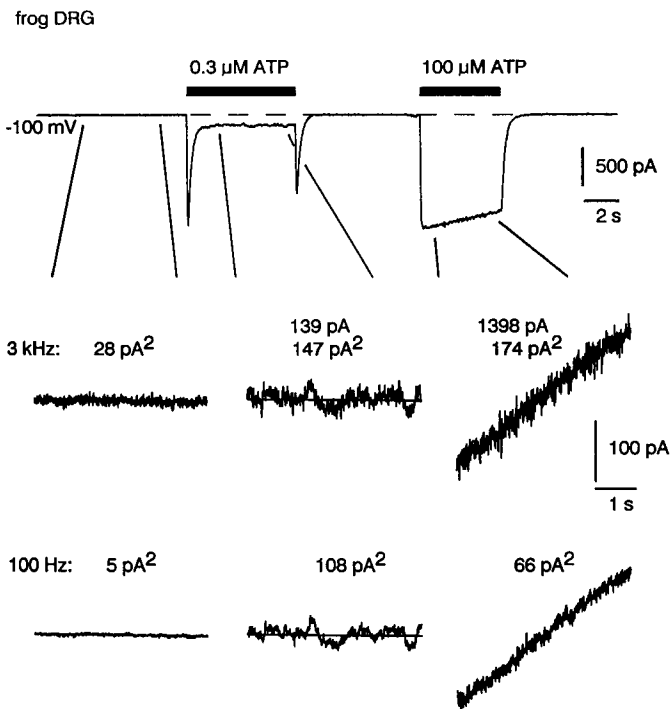 frog DRG
0.3 µM ATP
100 µM ATP
-100 mV
500 pA
2 s
139 pA
1398 pA
3 kHz: 28 pA²
147 pA²
174 pA²
100 pA
1 s
100 Hz: 5 pA²
108 pA²
66 pA²